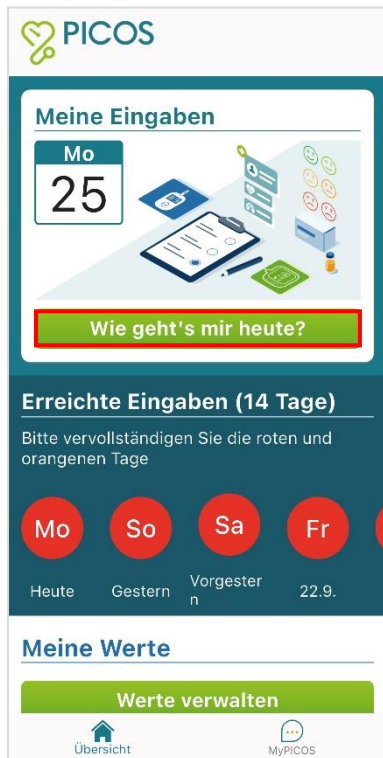 PICOS
Meine Eingaben
Mo
25
Wie geht's mir heute?
Erreichte Eingaben (14 Tage)
Bitte vervollständigen Sie die roten und
orangenen Tage
Mo So Sa Fr
Heute Gestern Vorgester
n 22.9.
Meine Werte
Werte verwalten
Übersicht MyPICOS